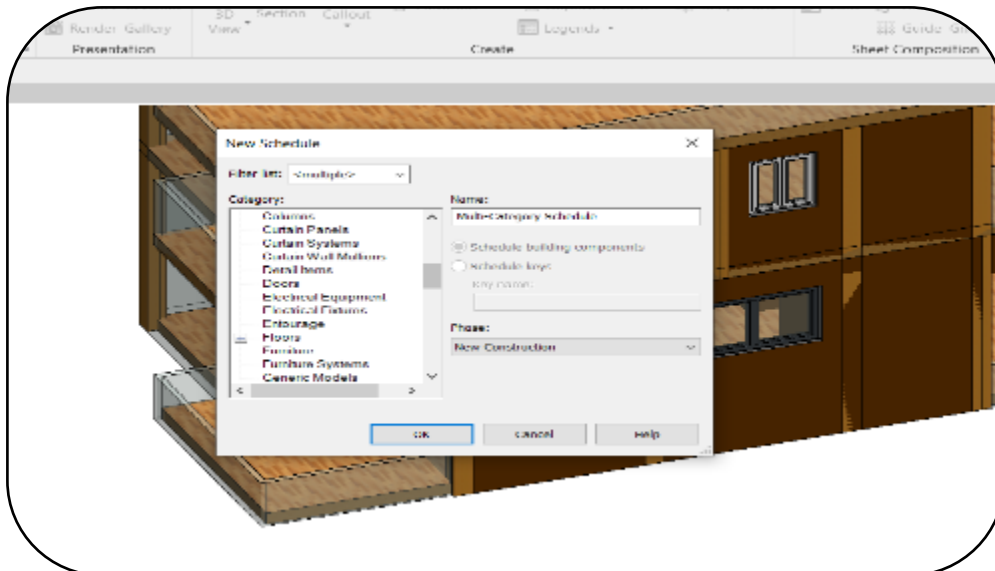 3D Section Callout
Render Gallery View Legends Guide
Presentation Create Sheet Composition
New Schedule
Filter list: <multiple>
Category: Name:
Columns Multi-Category Schedule
Curtain Panels
Curtain Systems Schedule building components
Curtain Wall Mullions
Detail Items Schedule keys
Doors Key name:
Electrical Equipment
Electrical Fixtures
Entourage Phase:
Floors
Furniture New Construction
Furniture Systems
Generic Models
OK Cancel Help